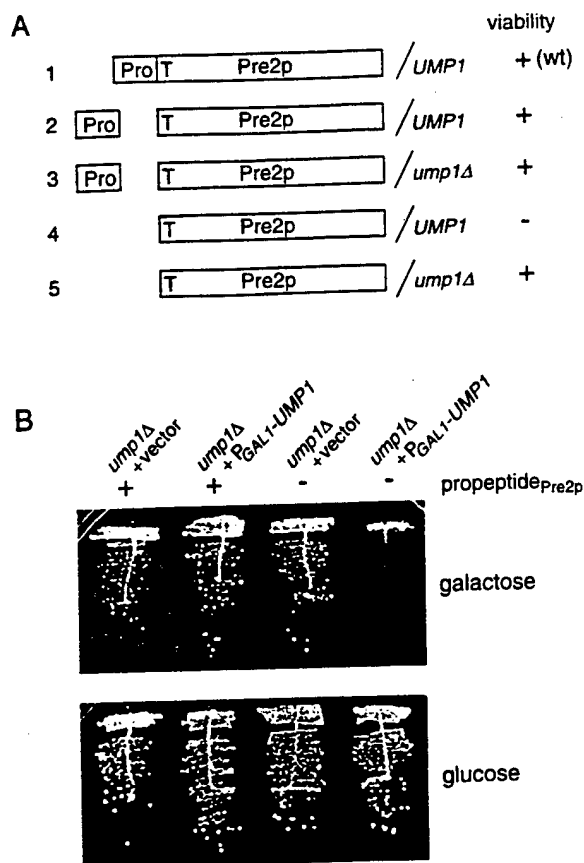 A
viability
1 Pro T Pre2p / UMP1 + (wt)
2 Pro T Pre2p / UMP1 +
3 Pro T Pre2p / ump1Δ +
4 T Pre2p / UMP1 -
5 T Pre2p / ump1Δ +
B
ump1Δ +vector
ump1Δ + PGAL1-UMP1
ump1Δ +vector
ump1Δ + PGAL1-UMP1
+ + - - propeptidePre2p
galactose
glucose